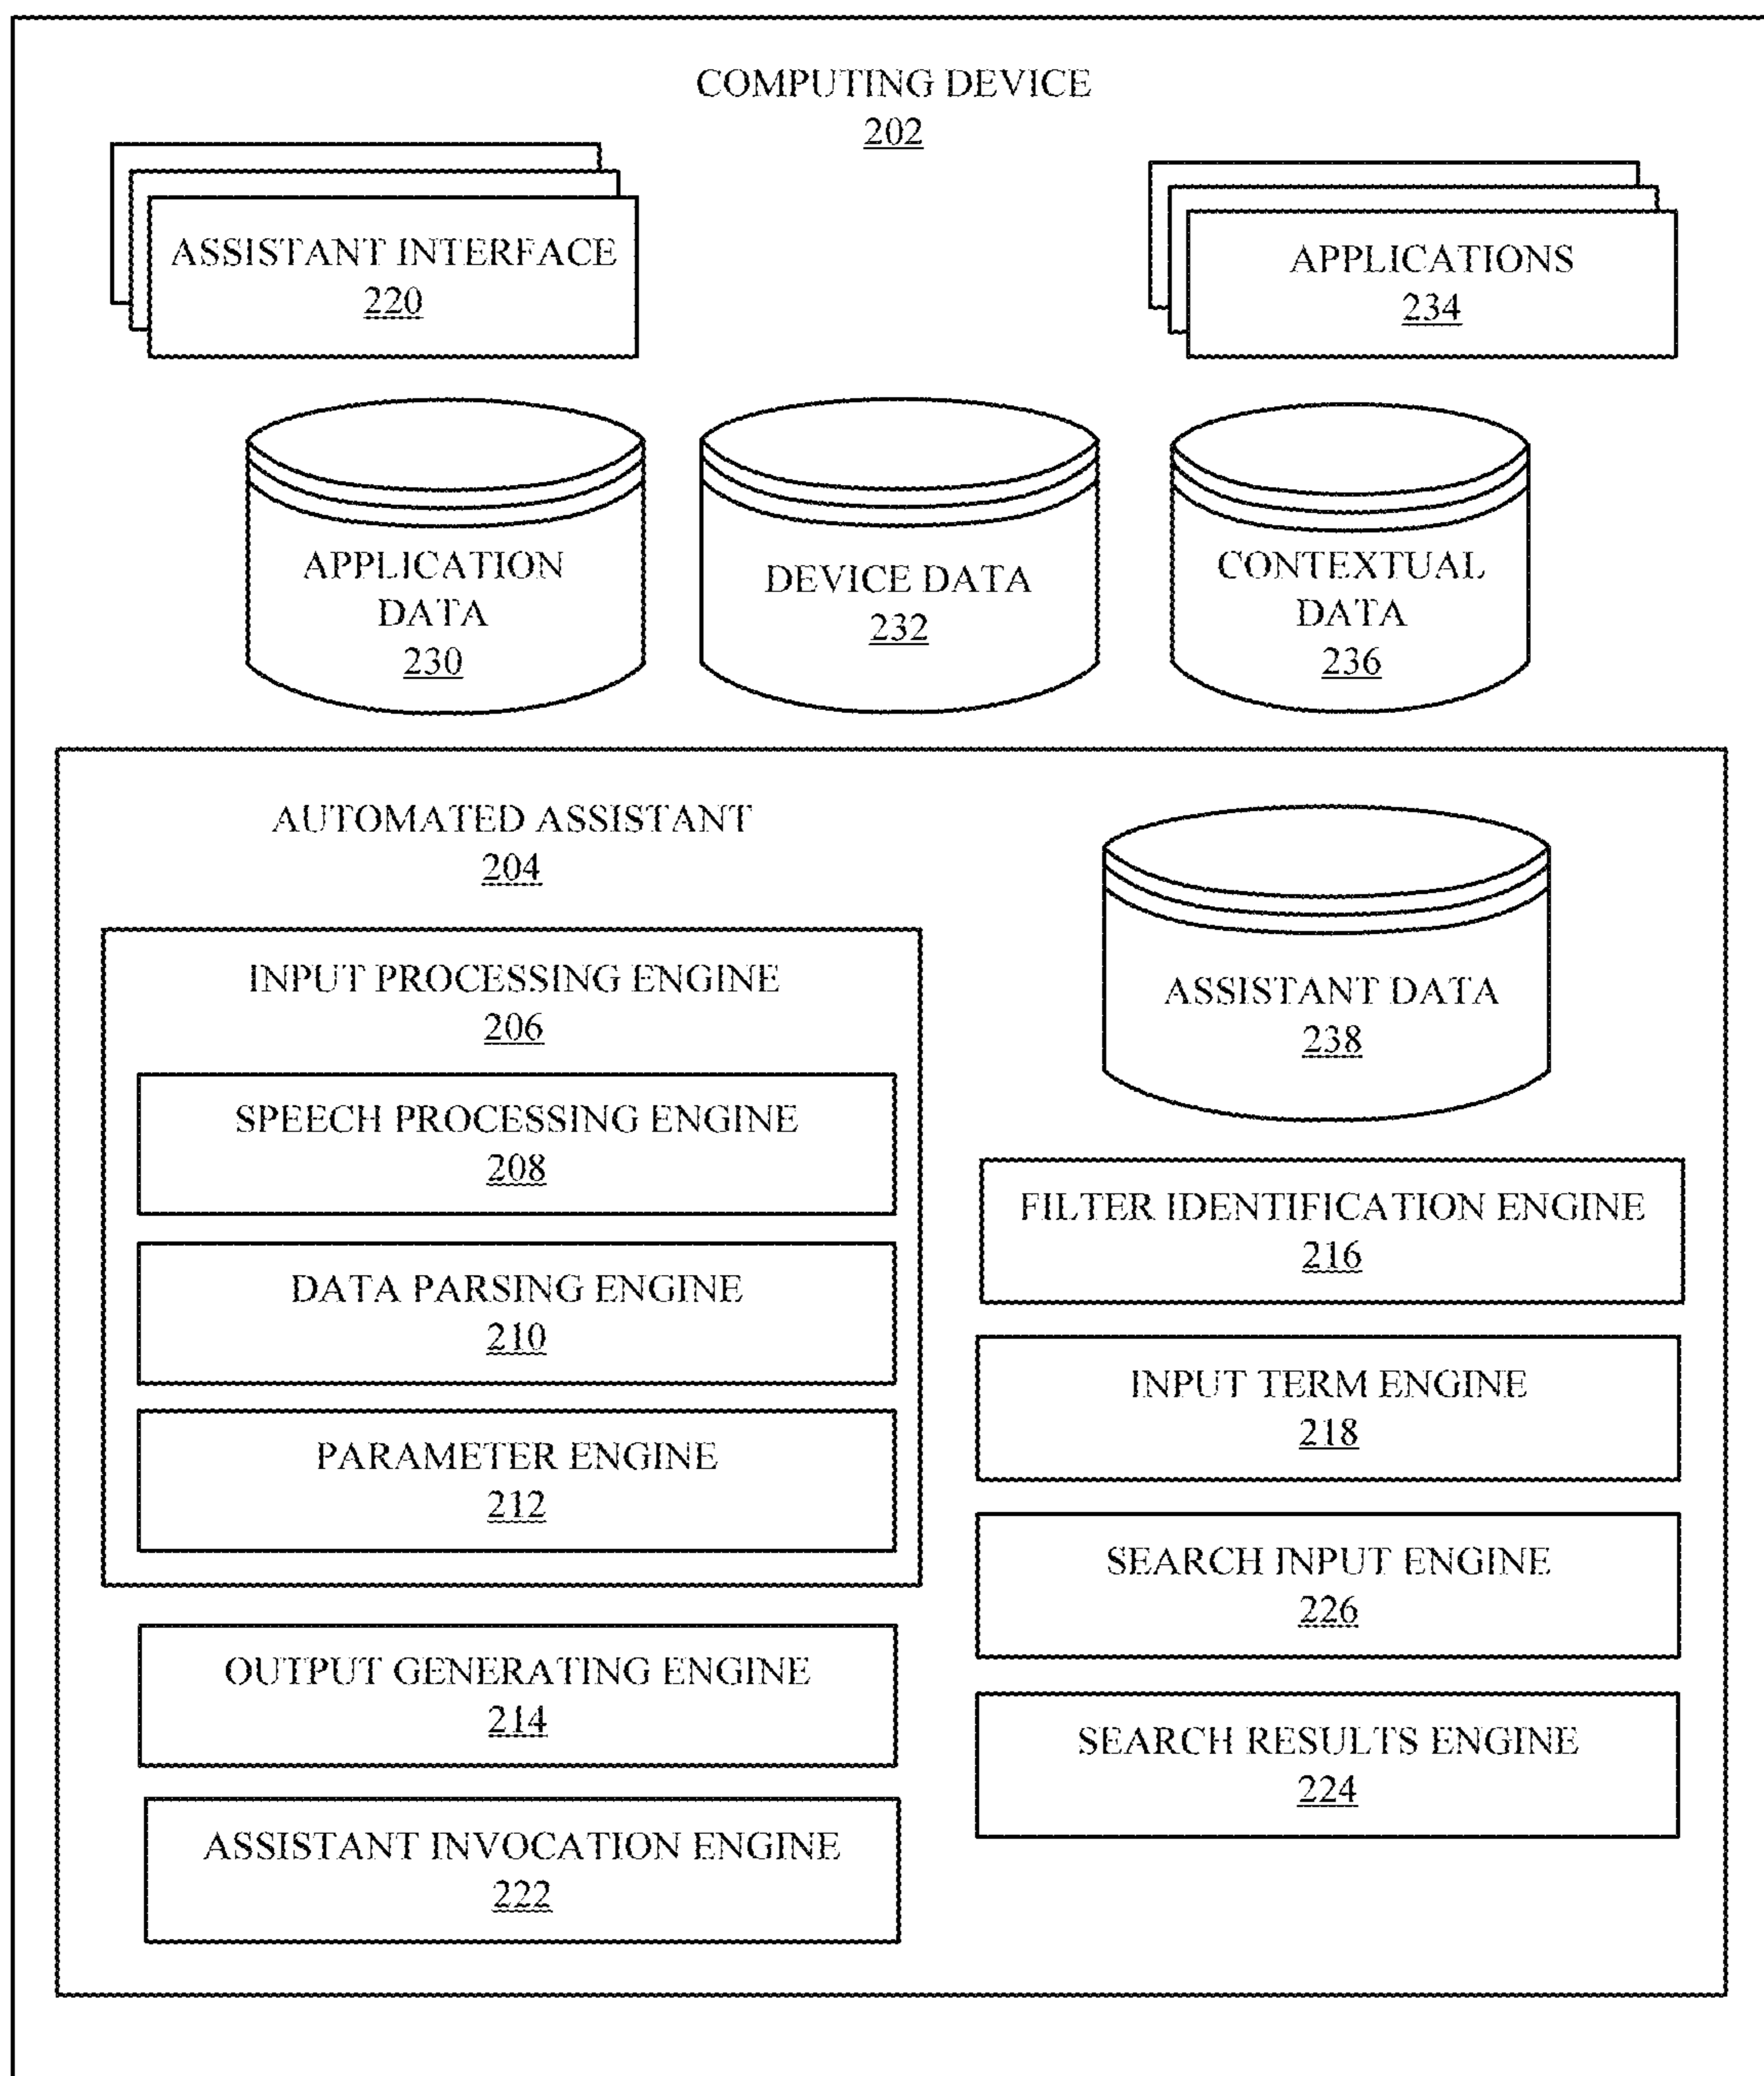 COMPUTING DEVICE
202
ASSISTANT INTERFACE
220
APPLICATIONS
234
APPLICATION
DATA
230
DEVICE DATA
232
CONTEXTUAL
DATA
236
AUTOMATED ASSISTANT
204
INPUT PROCESSING ENGINE
206
SPEECH PROCESSING ENGINE
208
DATA PARSING ENGINE
210
PARAMETER ENGINE
212
OUTPUT GENERATING ENGINE
214
ASSISTANT INVOCATION ENGINE
222
ASSISTANT DATA
238
FILTER IDENTIFICATION ENGINE
216
INPUT TERM ENGINE
218
SEARCH INPUT ENGINE
226
SEARCH RESULTS ENGINE
224